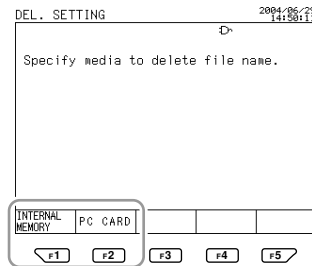 DEL. SETTING
2004/06/29
14:50:1
Specify media to delete file name.
INTERNAL MEMORY
PC CARD
F1 F2 F3 F4 F5